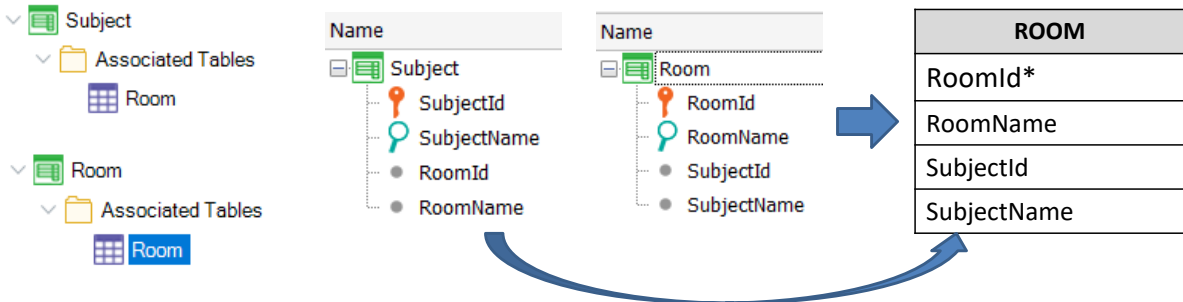 Subject
Associated Tables
Room
Room
Associated Tables
Room
Name
Subject
SubjectId
SubjectName
RoomId
RoomName
Name
Room
RoomId
RoomName
SubjectId
SubjectName
ROOM
RoomId*
RoomName
SubjectId
SubjectName